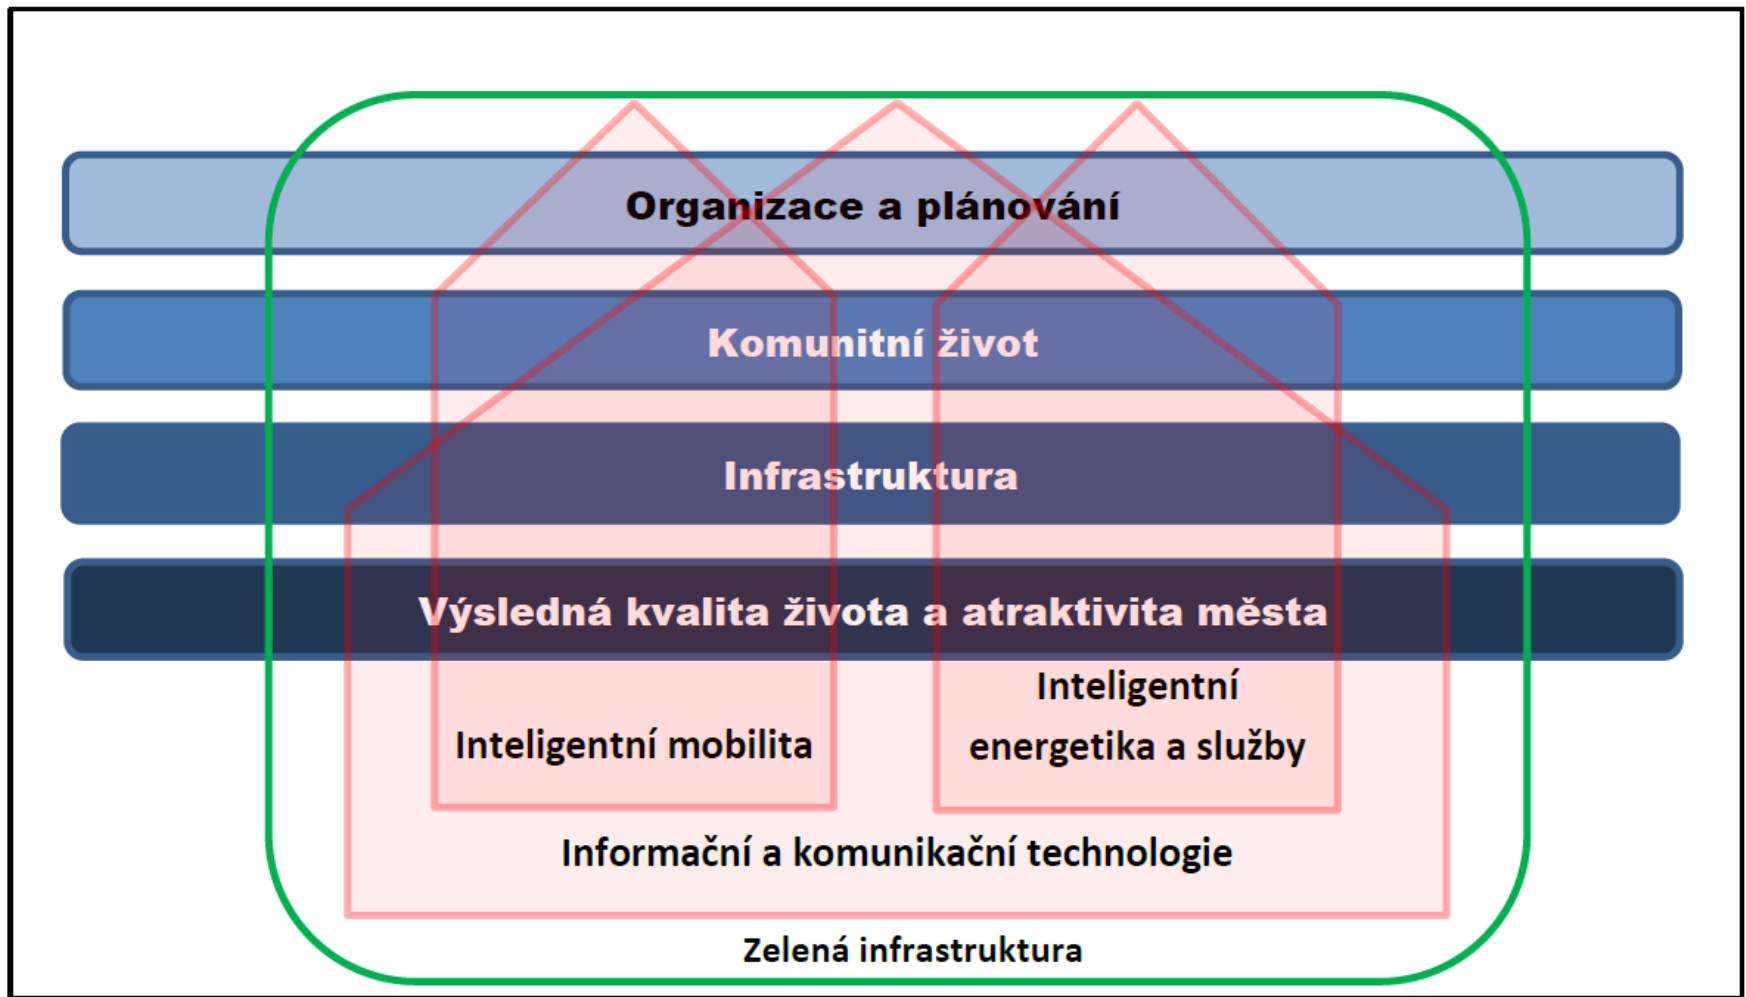 Organizace a plánování
Komunitní život
Infrastruktura
Výsledná kvalita života a atraktivita města
Inteligentní mobilita
Inteligentní
energetika a služby
Informační a komunikační technologie
Zelená infrastruktura